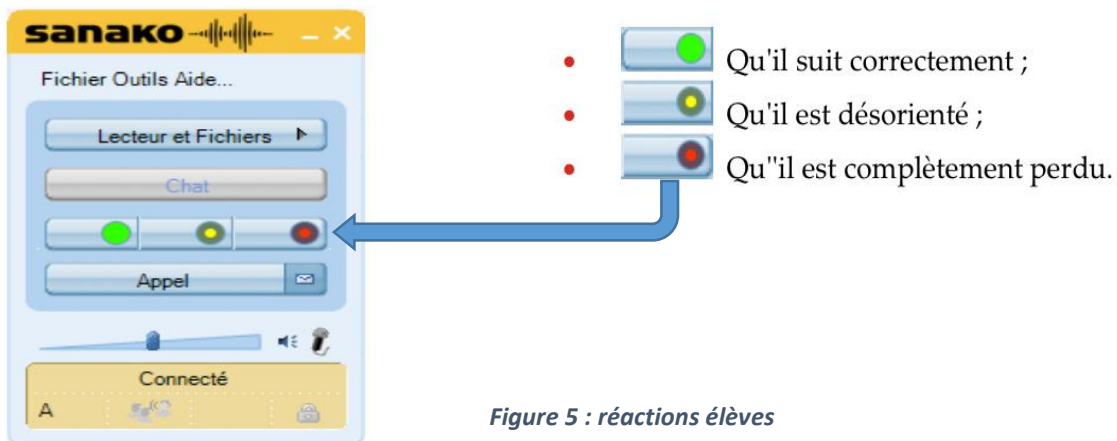 sanako
Fichier Outils Aide...
Lecteur et Fichiers
Chat
Appel
Connecté
A
• Qu'il suit correctement ;
• Qu'il est désorienté ;
• Qu''il est complètement perdu.
Figure 5 : réactions élèves